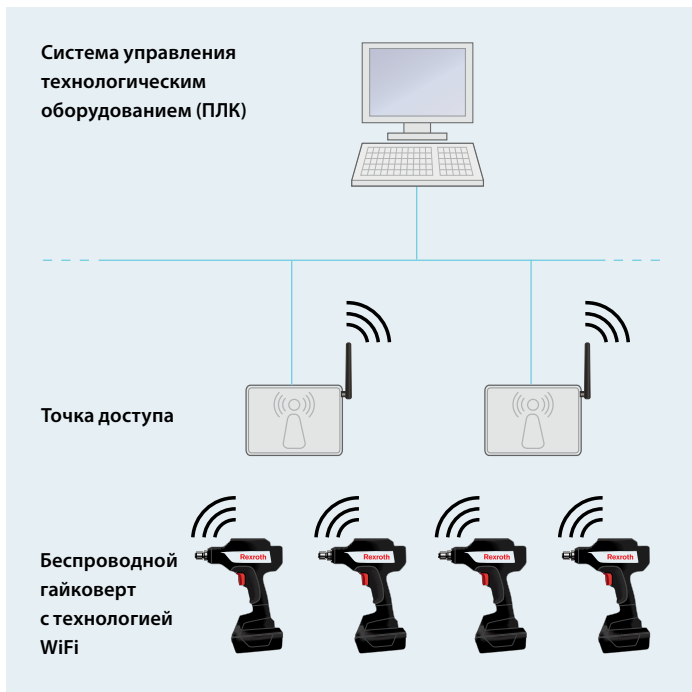 Система управления
технологическим
оборудованием (ПЛК)
Точка доступа
Rexroth
Rexroth
Rexroth
Rexroth
Беспроводной
гайковерт
с технологией
WiFi